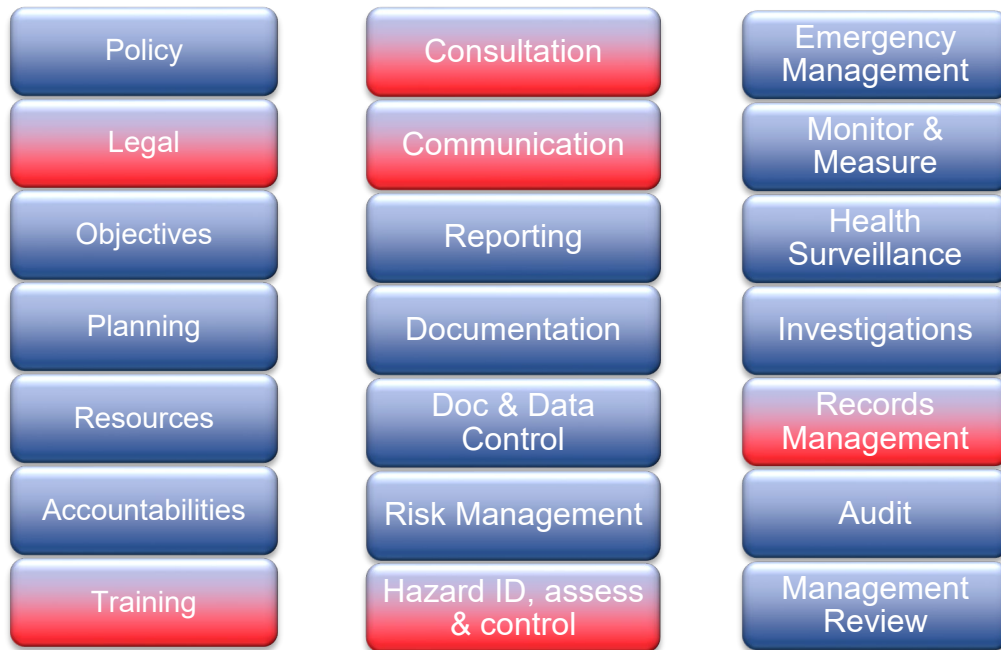 Policy
Legal
Objectives
Planning
Resources
Accountabilities
Training
Consultation
Communication
Reporting
Documentation
Doc & Data
Control
Risk Management
Hazard ID, assess
& control
Emergency
Management
Monitor &
Measure
Health
Surveillance
Investigations
Records
Management
Audit
Management
Review